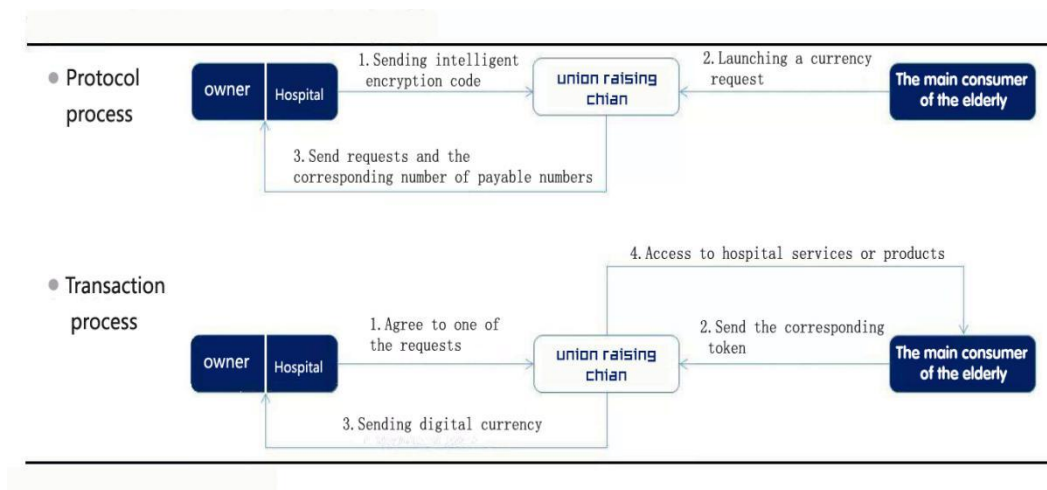 Protocol
process
owner
Hospital
1.Sending intelligent
encryption code
union raising
chian
2.Launching a currency
request
The main consumer
of the elderly
3.Send requests and the
corresponding number of payable numbers
4.Access to hospital services or products
Transaction
process
owner
Hospital
1.Agree to one of
the requests
union raising
chian
2.Send the corresponding
token
The main consumer
of the elderly
3.Sending digital currency